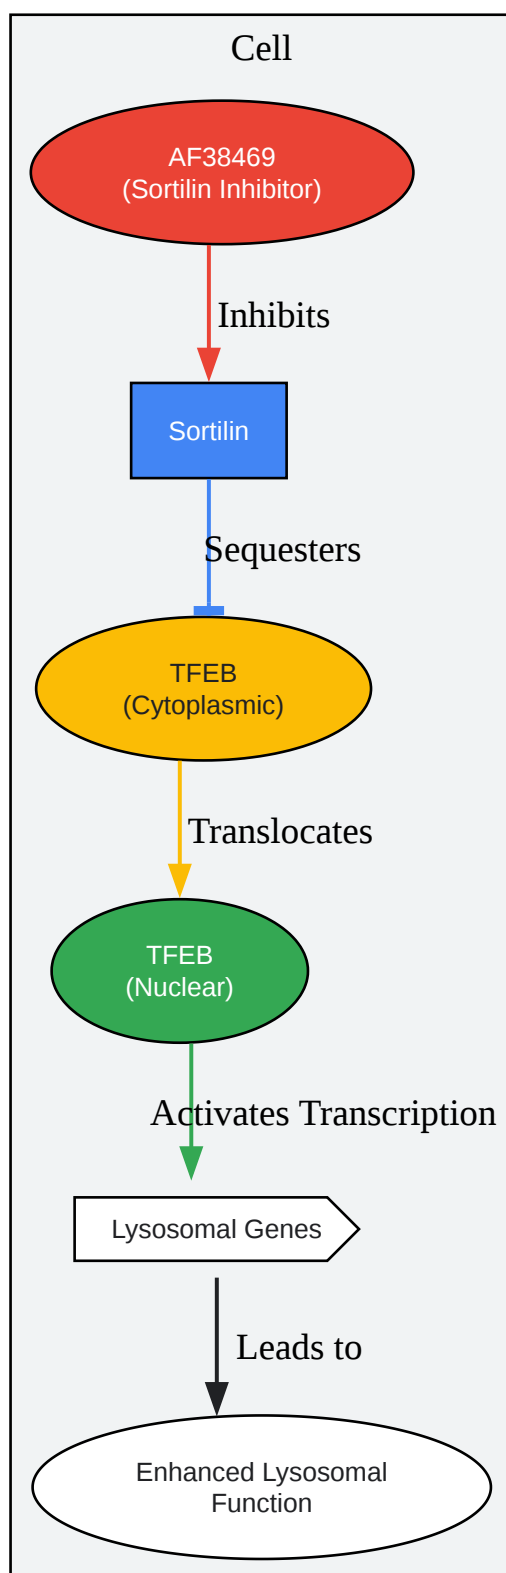 Cell
AF38469
(Sortilin Inhibitor)
Inhibits
Sortilin
Sequesters
TFEB
(Cytoplasmic)
Translocates
TFEB
(Nuclear)
Activates Transcription
Lysosomal Genes
Leads to
Enhanced Lysosomal
Function